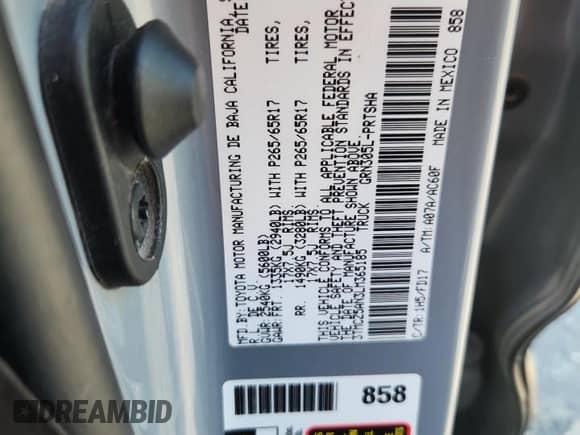 MFD. BY: TOYOTA MOTOR MANUFACTURING DE BAJA CALIFORNIA, S
R.L. DE C.V. DATE:
GVWR: 2540KG (5600LB)
GAWR: FR. 1335KG (2940LB) WITH P265/65R17 TIRES,
17X7.5J RIMS
RR. 1490KG (3280LB) WITH P265/65R17 TIRES,
17X7.5J RIMS
THIS VEHICLE CONFORMS TO ALL APPLICABLE FEDERAL MOTOR
VEHICLE SAFETY AND THEFT PREVENTION STANDARDS IN EFFECT
THE DATE OF MANUFACTURE SHOWN ABOVE.
3TMCZ5AN3LM365185 TRUCK GRN305L-PRTSHA
C/TR: 1H5/FD17 A/TM: A07A/AC60F
MADE IN MEXICO 858
858
DREAMBID